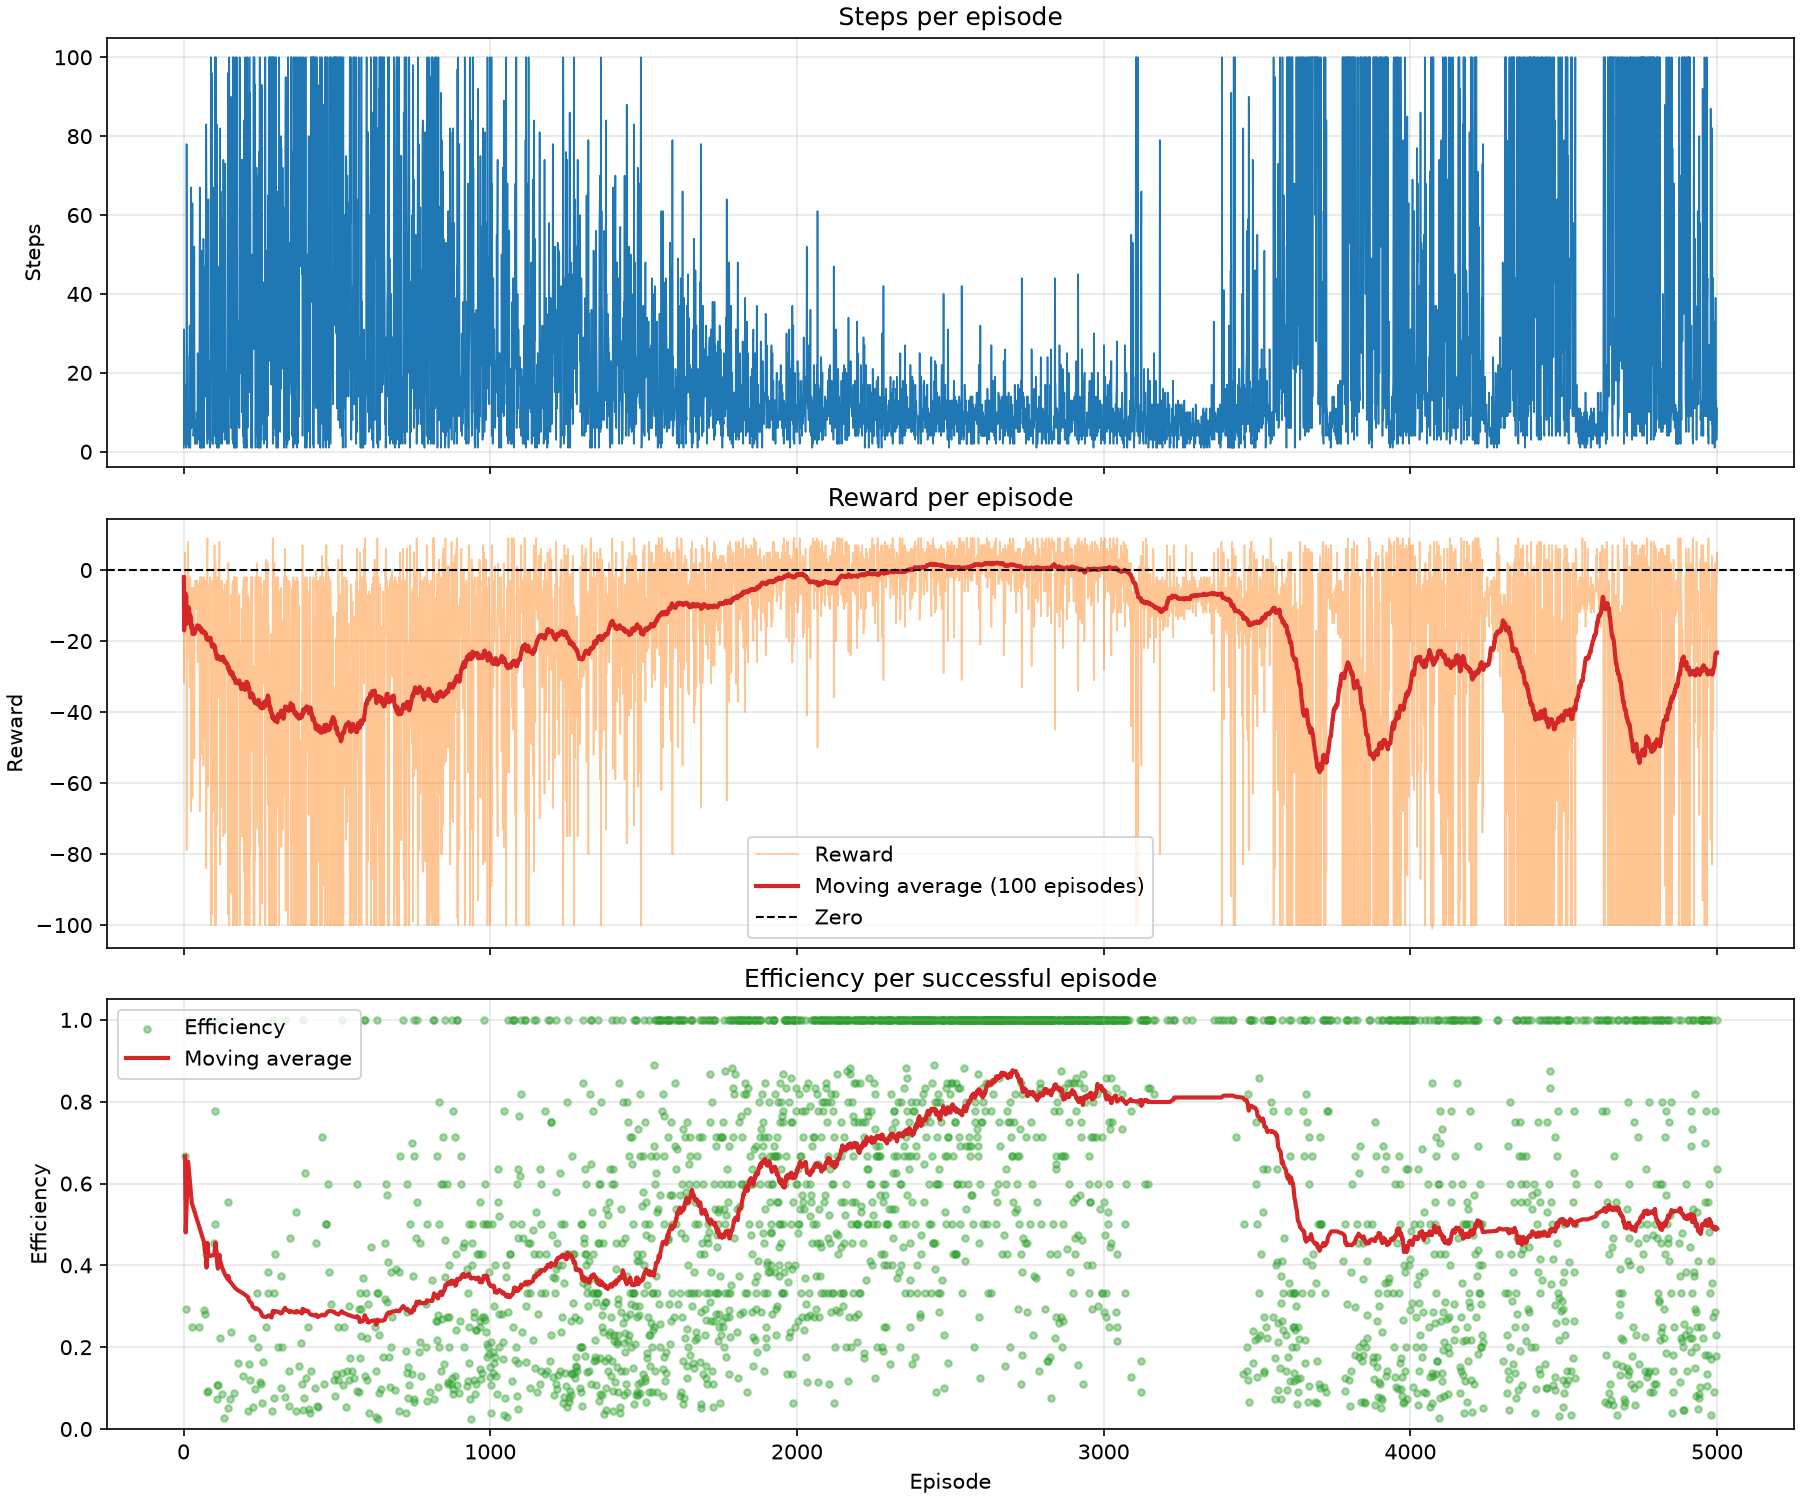 Steps per episode
100
80
60
40
20
0
Steps
Reward per episode
0
−20
−40
−60
−80
−100
Reward
Reward
Moving average (100 episodes)
Zero
Efficiency per successful episode
1.0
0.8
0.6
0.4
0.2
0.0
Efficiency
Efficiency
Moving average
0 1000 2000 3000 4000 5000
Episode